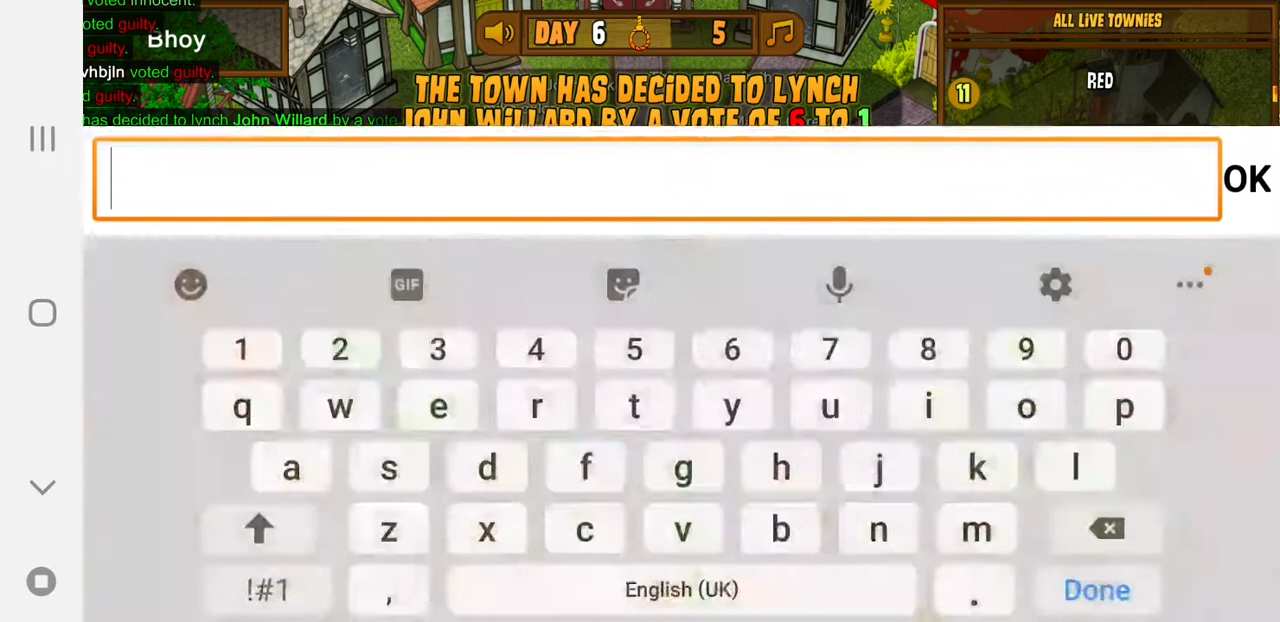 voted innocent.
voted guilty.
guilty.
vhbjln voted guilty.
guilty.
has decided to lynch John Willard by a vote
Bhoy
DAY 6
5
THE TOWN HAS DECIDED TO LYNCH
JOHN WILLARD BY A VOTE OF 6 TO 1
ALL LIVE TOWNIES
11
RED
OK
GIF
1 2 3 4 5 6 7 8 9 0
q w e r t y u i o p
a s d f g h j k l
z x c v b n m
!#1 , English (UK) . Done